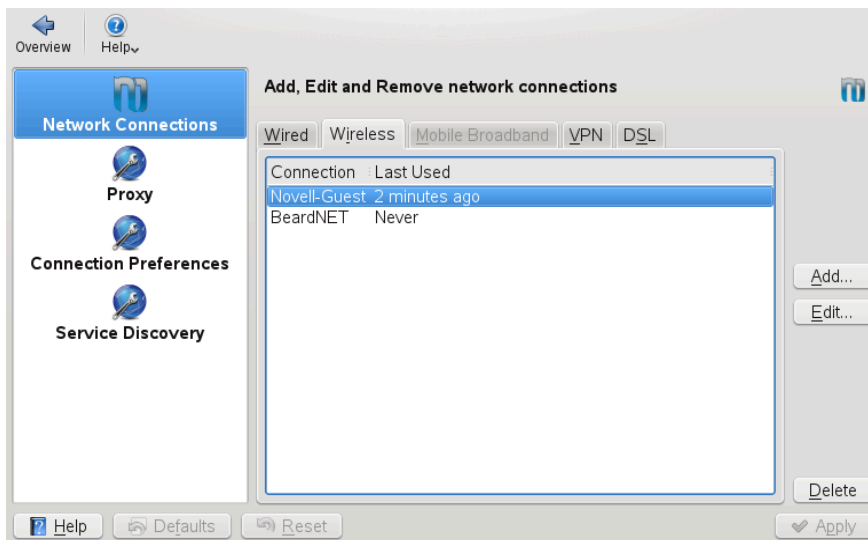 Overview Help
Add, Edit and Remove network connections
Network Connections
Proxy
Connection Preferences
Service Discovery
Wired Wireless Mobile Broadband VPN DSL
Connection Last Used
Novell-Guest 2 minutes ago
BeardNET Never
Add...
Edit...
Delete
Help Defaults Reset Apply